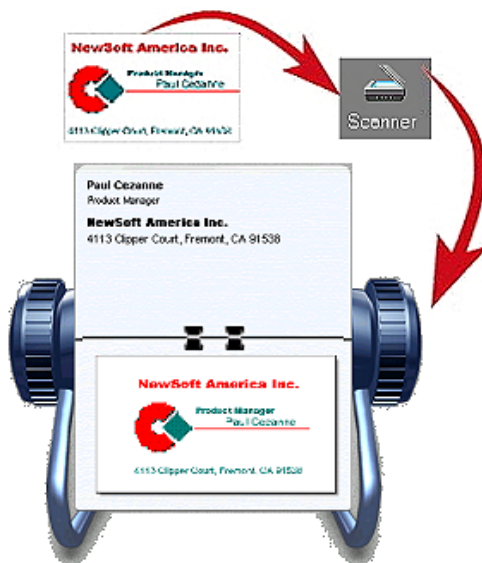 NewSoft America Inc.
Product Manager
Paul Cezanne
4113 Clipper Court, Fremont, CA 91538
Scanner
Paul Cezanne
Product Manager
NewSoft America Inc.
4113 Clipper Court, Fremont, CA 91538
NewSoft America Inc.
Product Manager
Paul Cezanne
4113 Clipper Court, Fremont, CA 91538